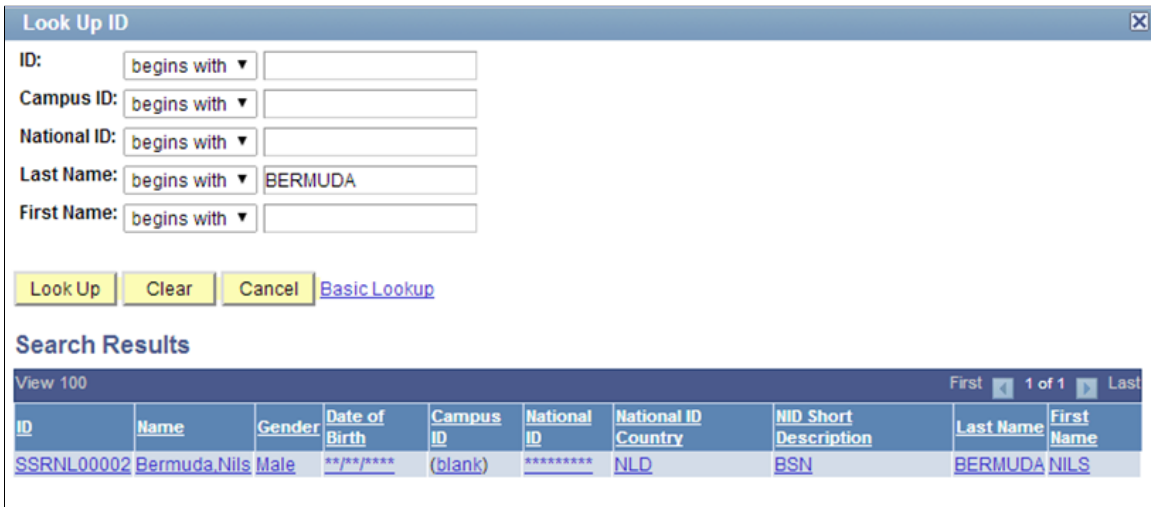 Look Up ID
ID: begins with
Campus ID: begins with
National ID: begins with
Last Name: begins with BERMUDA
First Name: begins with
Look Up Clear Cancel Basic Lookup
Search Results
View 100 First 1 of 1 Last
ID Name Gender Date of Birth Campus ID National ID National ID Country NID Short Description Last Name First Name
SSRNL00002 Bermuda,Nils Male **/**/**** (blank) ********* NLD BSN BERMUDA NILS